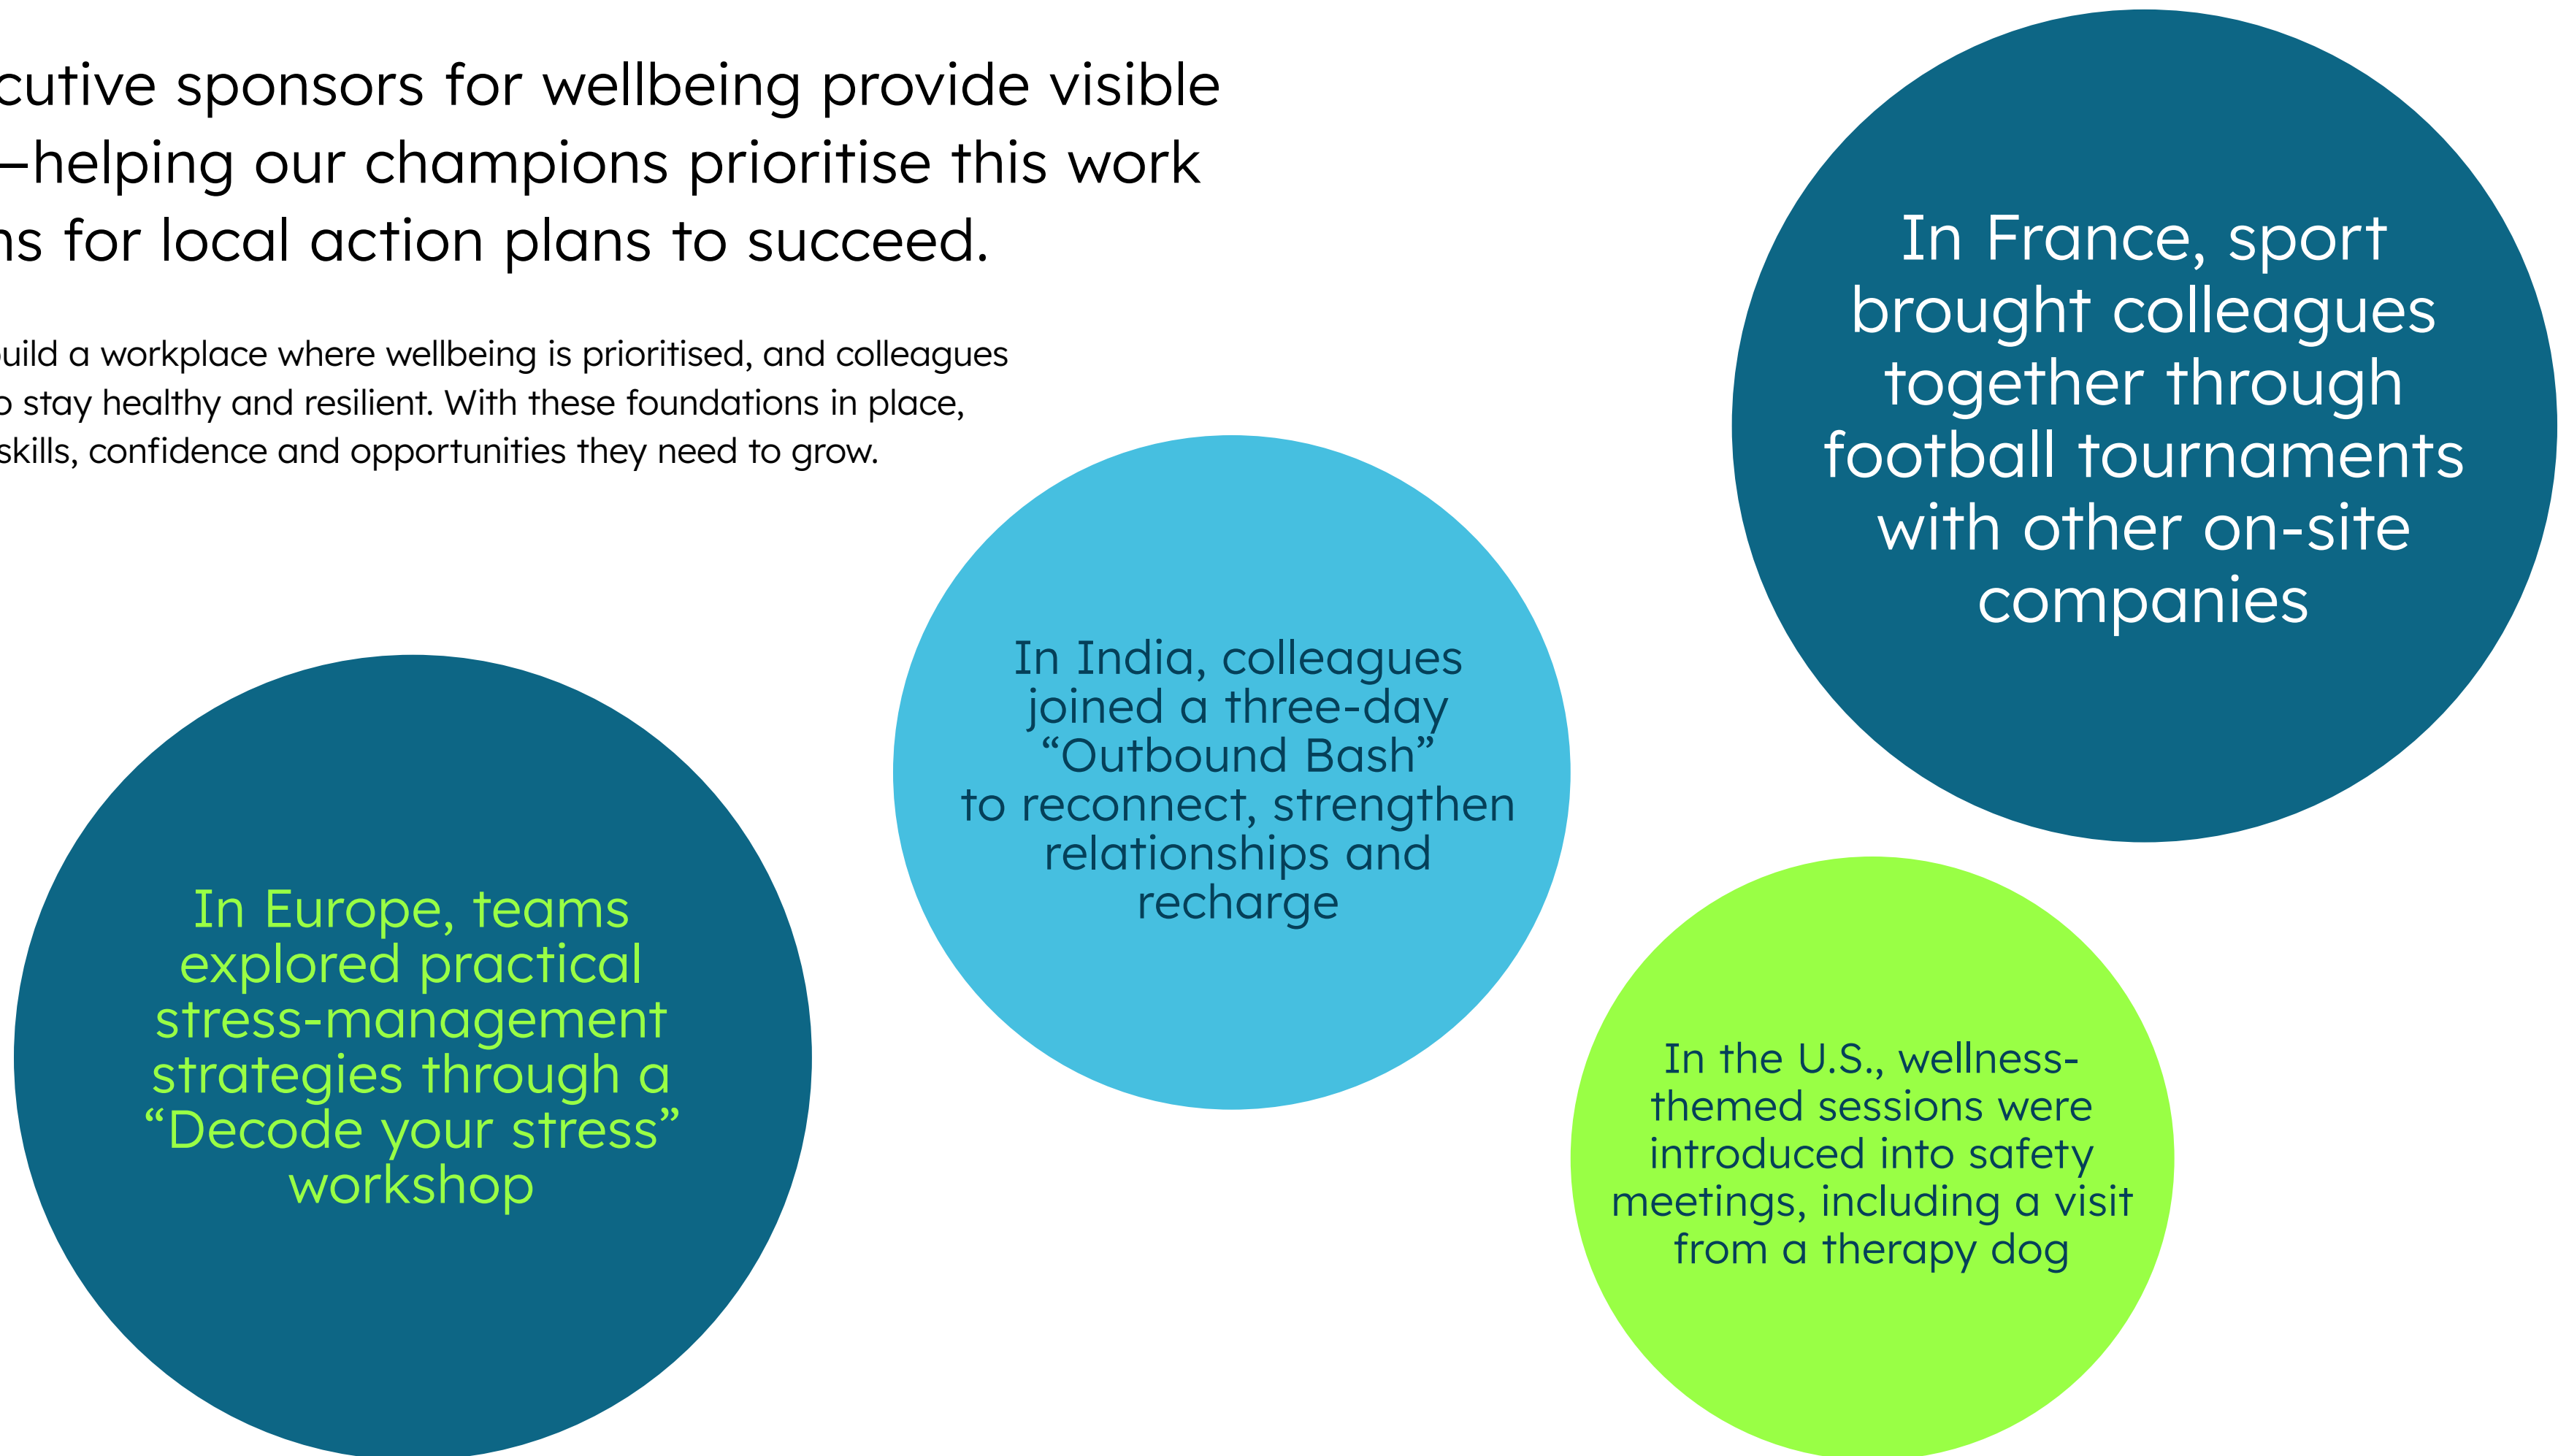 cutive sponsors for wellbeing provide visible
—helping our champions prioritise this work
ns for local action plans to succeed.
uild a workplace where wellbeing is prioritised, and colleagues
o stay healthy and resilient. With these foundations in place,
skills, confidence and opportunities they need to grow.
In France, sport
brought colleagues
together through
football tournaments
with other on-site
companies
In India, colleagues
joined a three-day
“Outbound Bash”
to reconnect, strengthen
relationships and
recharge
In Europe, teams
explored practical
stress-management
strategies through a
“Decode your stress”
workshop
In the U.S., wellness-
themed sessions were
introduced into safety
meetings, including a visit
from a therapy dog